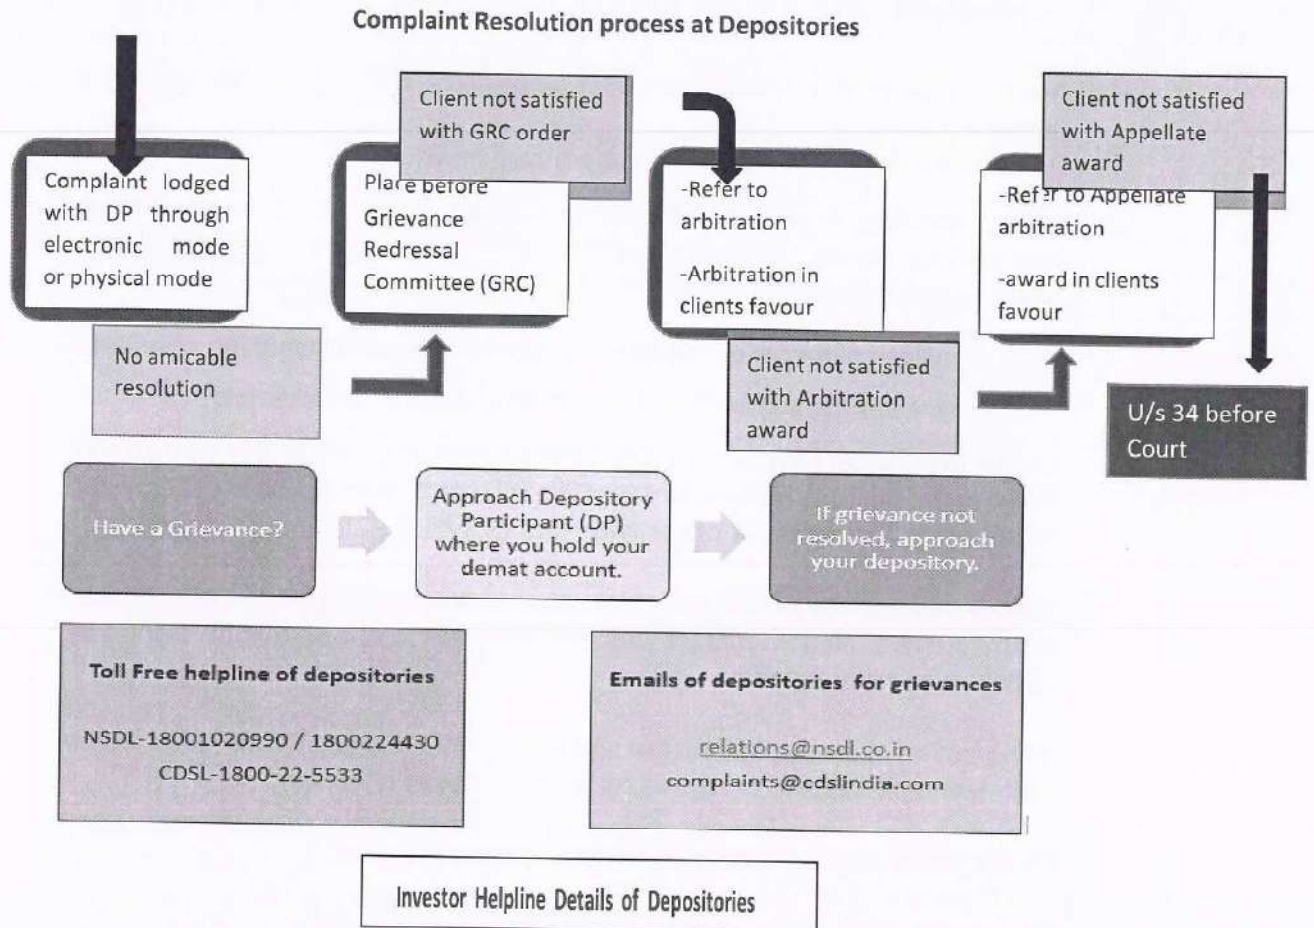 Complaint Resolution process at Depositories
Complaint lodged
with DP through
electronic mode
or physical mode
No amicable
resolution
Client not satisfied
with GRC order
Place before
Grievance
Redressal
Committee (GRC)
-Refer to
arbitration
-Arbitration in
clients favour
Client not satisfied
with Arbitration
award
Client not satisfied
with Appellate
award
-Refer to Appellate
arbitration
-award in clients
favour
U/s 34 before
Court
Have a Grievance?
Approach Depository
Participant (DP)
where you hold your
demat account.
If grievance not
resolved, approach
your depository.
Toll Free helpline of depositories
NSDL-18001020990 / 1800224430
CDSL-1800-22-5533
Emails of depositories for grievances
relations@nsdl.co.in
complaints@cdslindia.com
Investor Helpline Details of Depositories